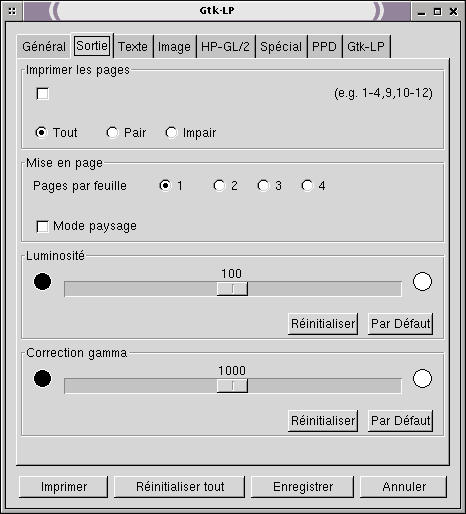 Gtk-LP
Général Sortie Texte Image HP-GL/2 Spécial PPD Gtk-LP
Imprimer les pages
(e.g. 1-4,9,10-12)
Tout Pair Impair
Mise en page
Pages par feuille 1 2 3 4
Mode paysage
Luminosité
100
Réinitialiser Par Défaut
Correction gamma
1000
Réinitialiser Par Défaut
Imprimer Réinitialiser tout Enregistrer Annuler